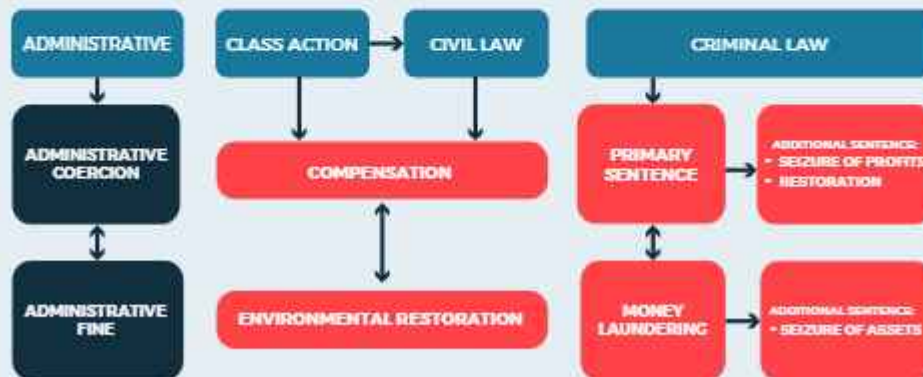 ADMINISTRATIVE
CLASS ACTION
CIVIL LAW
CRIMINAL LAW
ADMINISTRATIVE
COERCION
COMPENSATION
PRIMARY
SENTENCE
ADDITIONAL SENTENCE:
- SEIZURE OF PROFITS
- RESTORATION
ADMINISTRATIVE
FINE
ENVIRONMENTAL RESTORATION
MONEY
LAUNDERING
ADDITIONAL SENTENCE:
- SEIZURE OF ASSETS